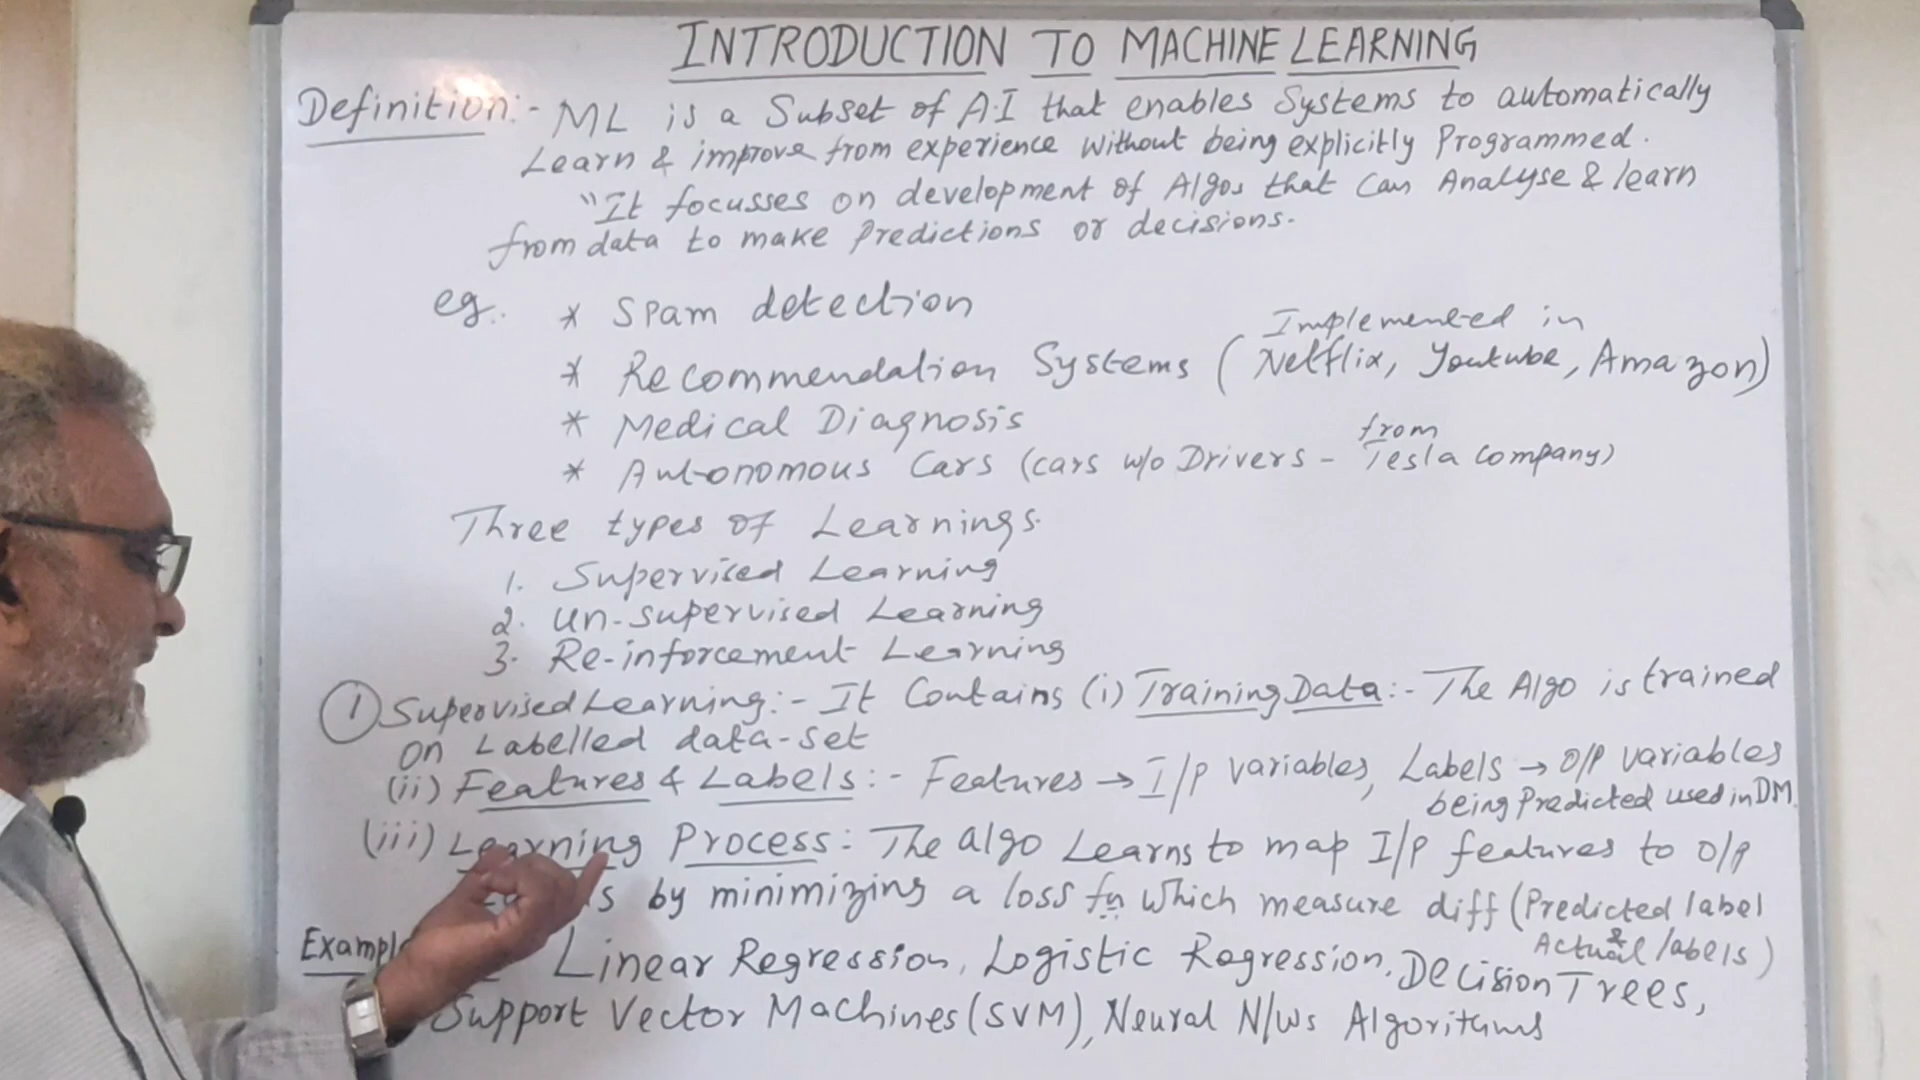 INTRODUCTION TO MACHINE LEARNING
Definition:- ML is a Subset of A.I that enables Systems to automatically
Learn & improve from experience without being explicitly Programmed.
"It focusses on development of Algos that Can Analyse & learn
from data to make Predictions or decisions.
eg.. * Spam detection
Implemented in
* Recommendation Systems (Netflix, Youtube, Amazon)
* Medical Diagnosis
from
* Autonomous Cars (cars w/o Drivers - Tesla company)
Three types of Learnings.
1. Supervised Learning
2. Un-supervised Learning
3. Re-inforcement Learning
① Supervised Learning:- It Contains (i) Training Data:- The Algo is trained
on Labelled data-set
(ii) Features & Labels:- Features → I/P variables, Labels → O/P variables
being Predicted used in DM.
(iii) Learning Process: The algo Learns to map I/P features to O/P
by minimizing a loss fn which measure diff (Predicted label
& Actual labels)
Linear Regression, Logistic Regression, Decision Trees,
Support Vector Machines (SVM), Neural N/Ws Algorithms